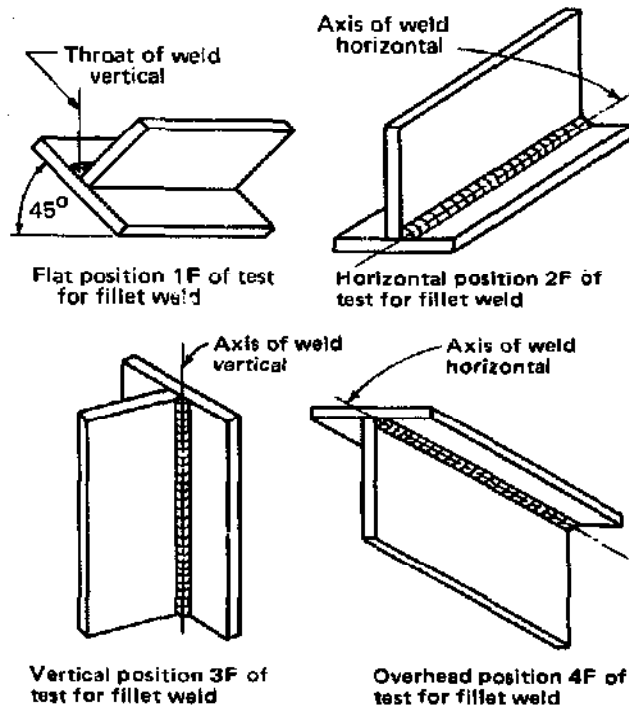 Throat of weld
vertical
45°
Flat position 1F of test
for fillet weld
Axis of weld
horizontal
Horizontal position 2F of
test for fillet weld
Axis of weld
vertical
Vertical position 3F of
test for fillet weld
Axis of weld
horizontal
Overhead position 4F of
test for fillet weld